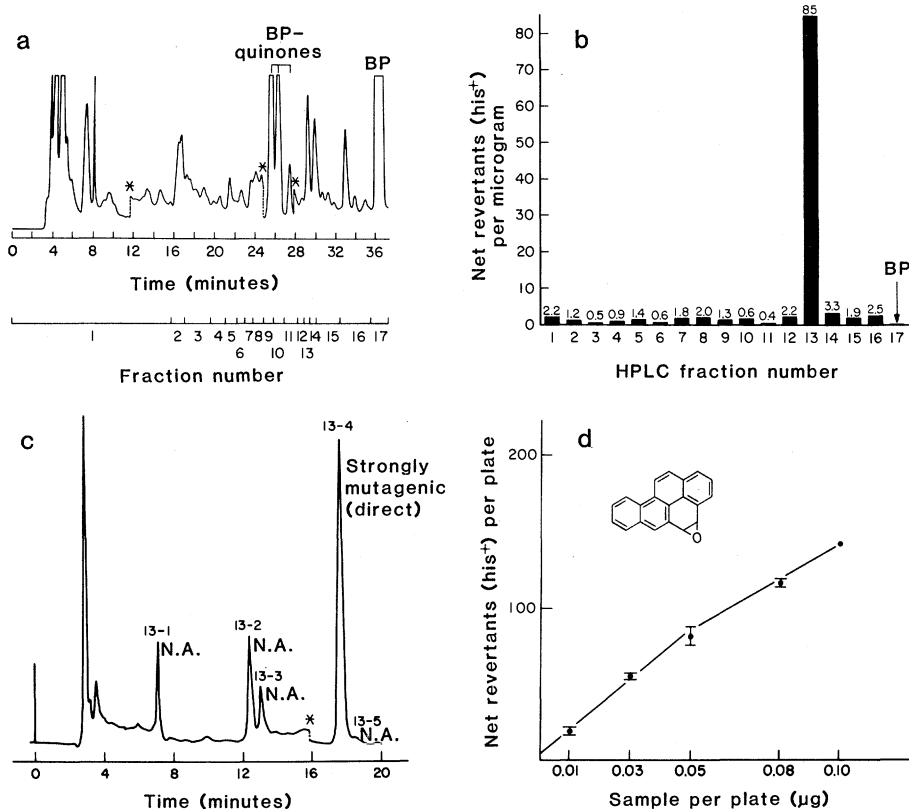 a
BP-
quinones
BP
*
*
*
0 4 8 12 16 20 24 28 32 36
Time (minutes)
1 2 3 4 5 7 8 9 11 12 14 15 16 17
6 10 13
Fraction number
b
Net revertants (his+)
per microgram
80
70
60
50
40
30
20
10
0
2.2 1.2 0.5 0.9 1.4 0.6 1.8 2.0 1.3 0.6 0.4 2.2 85 3.3 1.9 2.5
BP
1 2 3 4 5 6 7 8 9 10 11 12 13 14 15 16 17
HPLC fraction number
c
13-4
Strongly
mutagenic
(direct)
13-1
N.A.
13-2
N.A.
13-3
N.A.
*
13-5
N.A.
0 4 8 12 16 20
Time (minutes)
d
Net revertants (his+) per plate
200
100
O
0.01 0.03 0.05 0.08 0.10
Sample per plate (µg)